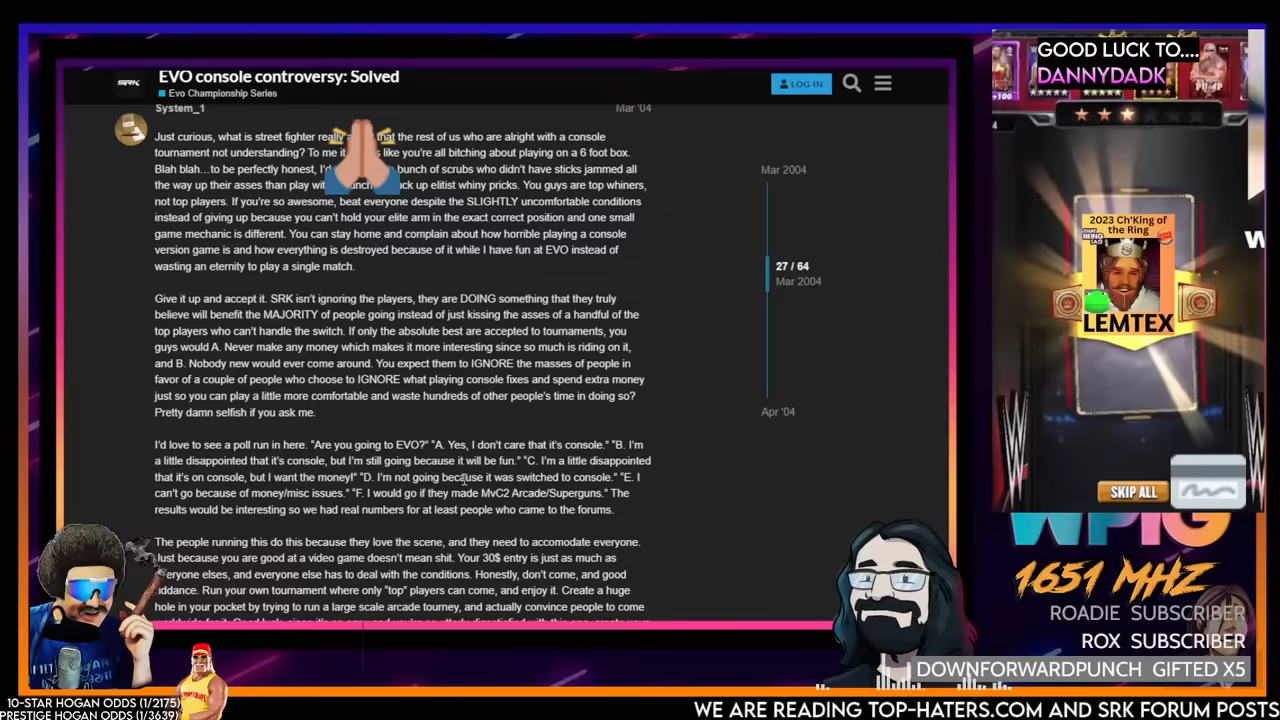 EVO console controversy: Solved
SRK
Evo Championship Series
LOG IN
System_1
Mar '04
Just curious, what is street fighter really that the rest of us who are alright with a console
tournament not understanding? To me it like you're all bitching about playing on a 6 foot box.
Blah blah…to be perfectly honest, I'd bunch of scrubs who didn't have sticks jammed all
the way up their asses than play uck up elitist whiny pricks. You guys are top whiners,
not top players. If you're so awesome, beat everyone despite the SLIGHTLY uncomfortable conditions
instead of giving up because you can't hold your elite arm in the exact correct position and one small
game mechanic is different. You can stay home and complain about how horrible playing a console
version game is and how everything is destroyed because of it while I have fun at EVO instead of
wasting an eternity to play a single match.
Give it up and accept it. SRK isn't ignoring the players, they are DOING something that they truly
believe will benefit the MAJORITY of people going instead of just kissing the asses of a handful of the
top players who can't handle the switch. If only the absolute best are accepted to tournaments, you
guys would A. Never make any money which makes it more interesting since so much is riding on it,
and B. Nobody new would ever come around. You expect them to IGNORE the masses of people in
favor of a couple of people who choose to IGNORE what playing console fixes and spend extra money
just so you can play a little more comfortable and waste hundreds of other people's time in doing so?
Pretty damn selfish if you ask me.
I'd love to see a poll run in here. "Are you going to EVO?" "A. Yes, I don't care that it's console." "B. I'm
a little disappointed that it's console, but I'm still going because it will be fun." "C. I'm a little disappointed
that it's on console, but I want the money!" "D. I'm not going because it was switched to console." "E. I
can't go because of money/misc issues." "F. I would go if they made MvC2 Arcade/Superguns." The
results would be interesting so we had real numbers for at least people who came to the forums.
The people running this do this because they love the scene, and they need to accomodate everyone.
Just because you are good at a video game doesn't mean shit. Your 30$ entry is just as much as
everyone elses, and everyone else has to deal with the conditions. Honestly, don't come, and good
riddance. Run your own tournament where only "top" players can come, and enjoy it. Create a huge
hole in your pocket by trying to run a large scale arcade tourney, and actually convince people to come
Mar 2004
27 / 64
Mar 2004
Apr '04
GOOD LUCK TO....
DANNYDADK
+100
PUMP
2023 Ch'King of
the Ring
THAT
BEING
SAID
BURGER
KING
LEMTEX
W
SKIP ALL
WPIG
1651 MHZ
ROADIE SUBSCRIBER
ROX SUBSCRIBER
DOWNFORWARDPUNCH GIFTED X5
10-STAR HOGAN ODDS (1/2175)
PRESTIGE HOGAN ODDS (1/3639)
WE ARE READING TOP-HATERS.COM AND SRK FORUM POSTS